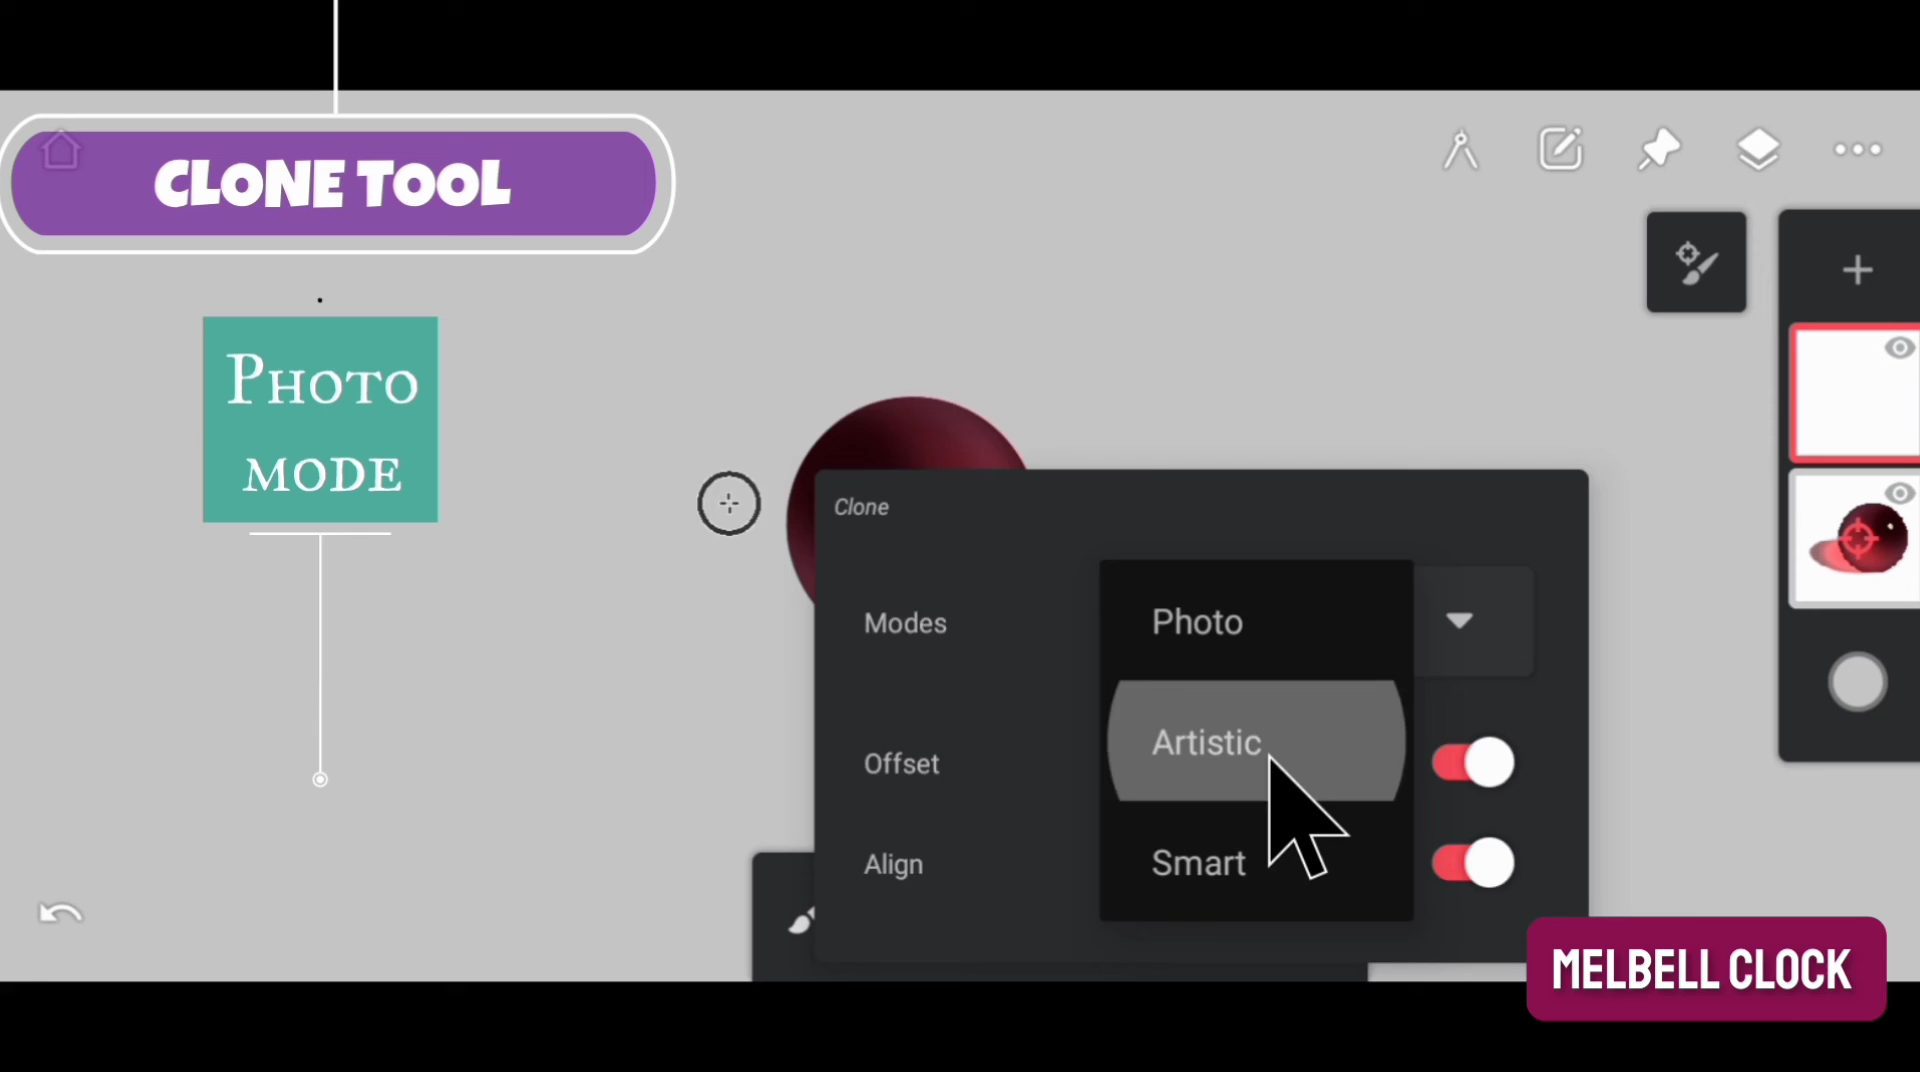 CLONE TOOL
PHOTO
MODE
Clone
Modes
Photo
Artistic
Offset
Smart
Align
MELBELL CLOCK